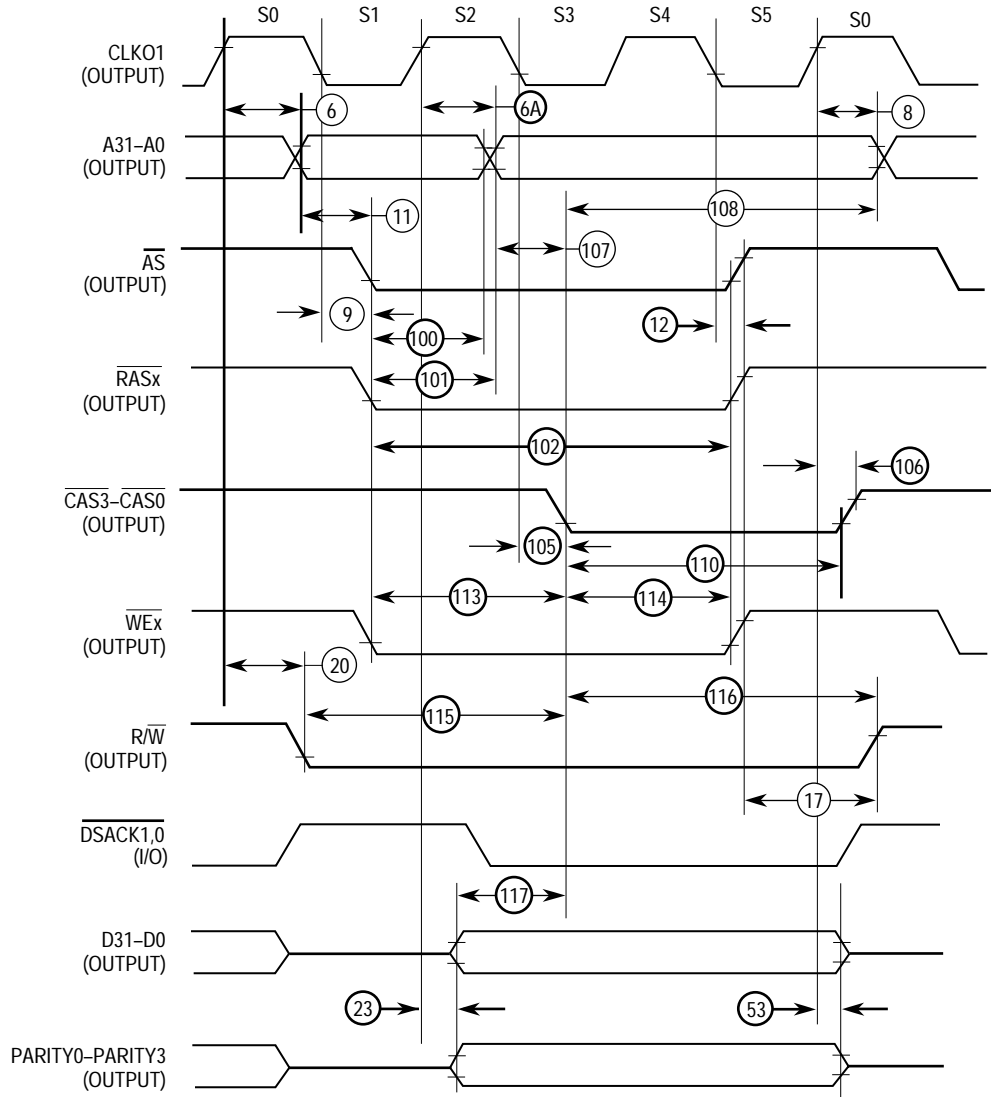 S0 S1 S2 S3 S4 S5 S0
CLKO1
(OUTPUT)
6 6A 8
A31–A0
(OUTPUT)
11 108
107
AS
(OUTPUT)
9 12
100
RASx
(OUTPUT)
101
102
106
CAS3–CAS0
(OUTPUT)
105
110
113 114
WEx
(OUTPUT)
20
116
115
R/W
(OUTPUT)
17
DSACK1,0
(I/O)
117
D31–D0
(OUTPUT)
23 53
PARITY0–PARITY3
(OUTPUT)